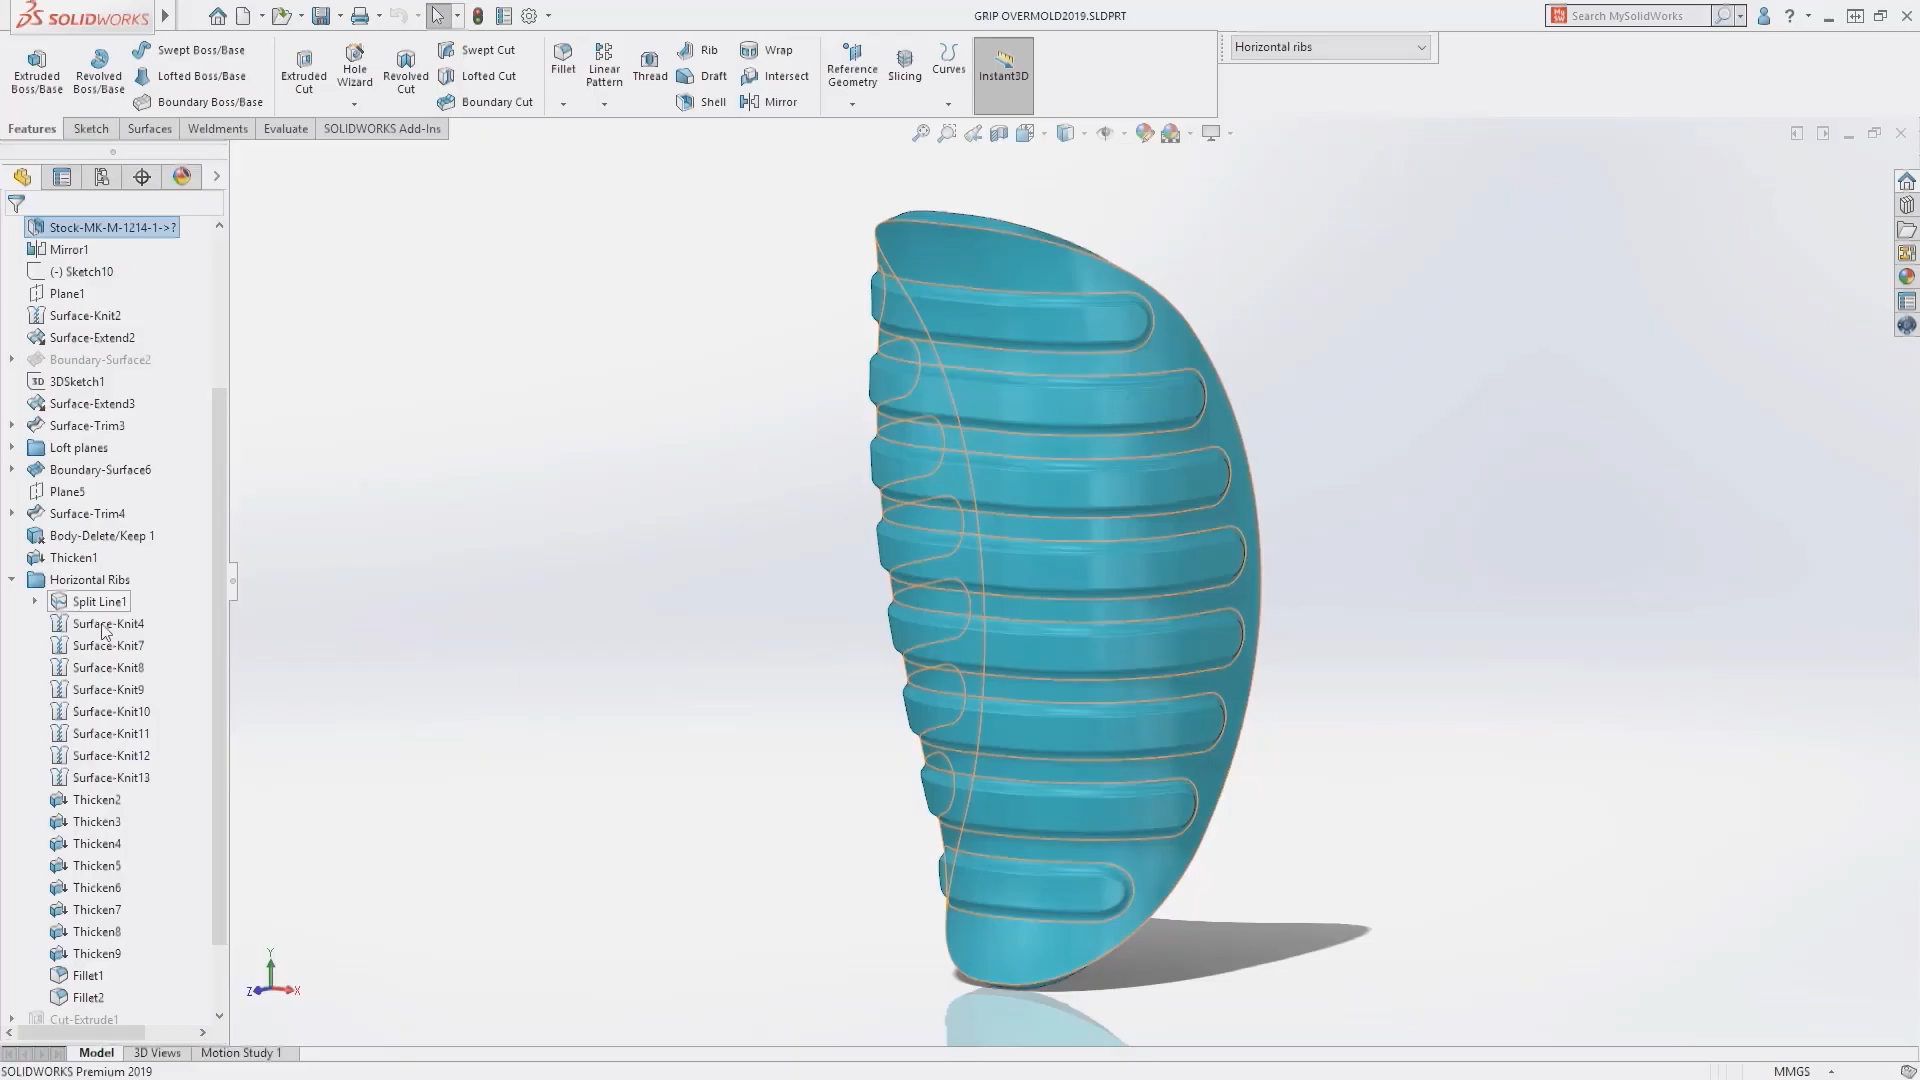 SOLIDWORKS
GRIP OVERMOLD2019.SLDPRT
Search MySolidWorks
Extruded Boss/Base
Revolved Boss/Base
Swept Boss/Base
Lofted Boss/Base
Boundary Boss/Base
Extruded Cut
Hole Wizard
Revolved Cut
Swept Cut
Lofted Cut
Boundary Cut
Fillet
Linear Pattern
Thread
Rib
Draft
Shell
Wrap
Intersect
Mirror
Reference Geometry
Slicing
Curves
Instant3D
Horizontal ribs
Features
Sketch
Surfaces
Weldments
Evaluate
SOLIDWORKS Add-Ins
Stock-MK-M-1214-1->?
Mirror1
(-) Sketch10
Plane1
Surface-Knit2
Surface-Extend2
Boundary-Surface2
3D 3DSketch1
Surface-Extend3
Surface-Trim3
Loft planes
Boundary-Surface6
Plane5
Surface-Trim4
Body-Delete/Keep 1
Thicken1
Horizontal Ribs
Split Line1
Surface-Knit4
Surface-Knit7
Surface-Knit8
Surface-Knit9
Surface-Knit10
Surface-Knit11
Surface-Knit12
Surface-Knit13
Thicken2
Thicken3
Thicken4
Thicken5
Thicken6
Thicken7
Thicken8
Thicken9
Fillet1
Fillet2
Cut-Extrude1
Y
Z
X
Model
3D Views
Motion Study 1
SOLIDWORKS Premium 2019
MMGS